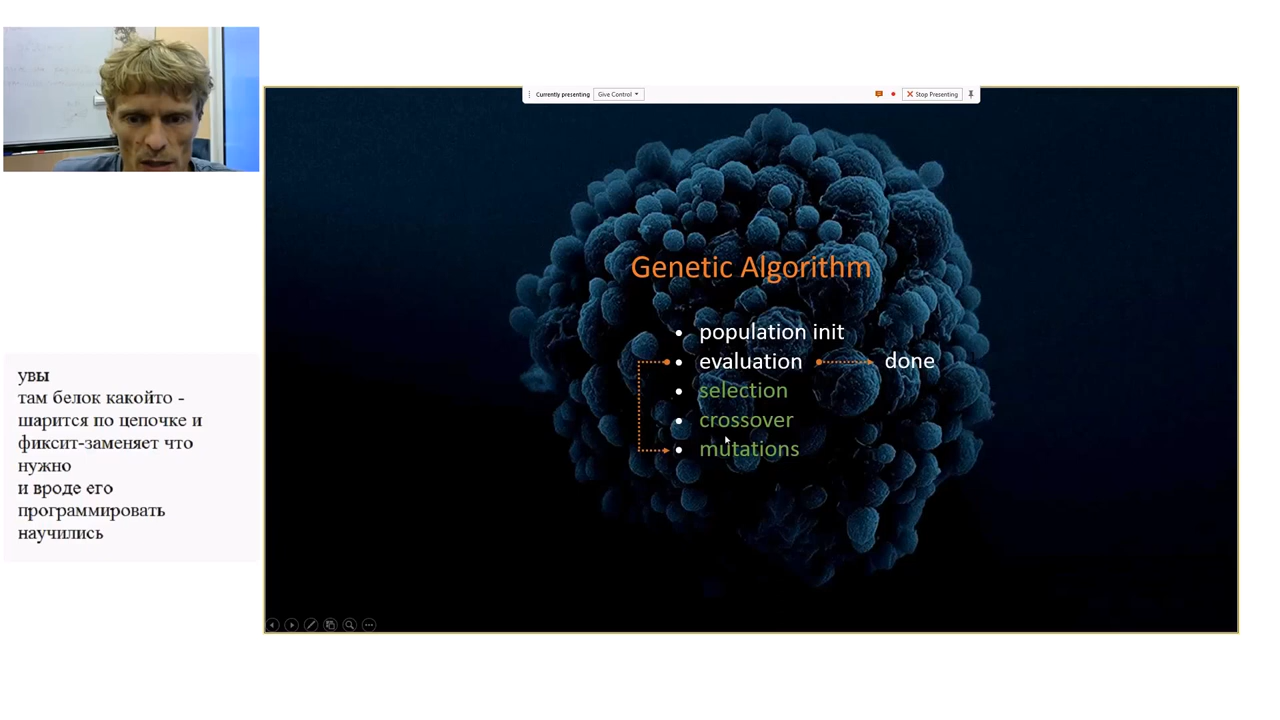 Currently presenting Give Control Stop Presenting
Genetic Algorithm
population init
evaluation done
selection
crossover
mutations
увы
там белок какойто -
шарится по цепочке и
фиксит-заменяет что
нужно
и вроде его
программировать
научились